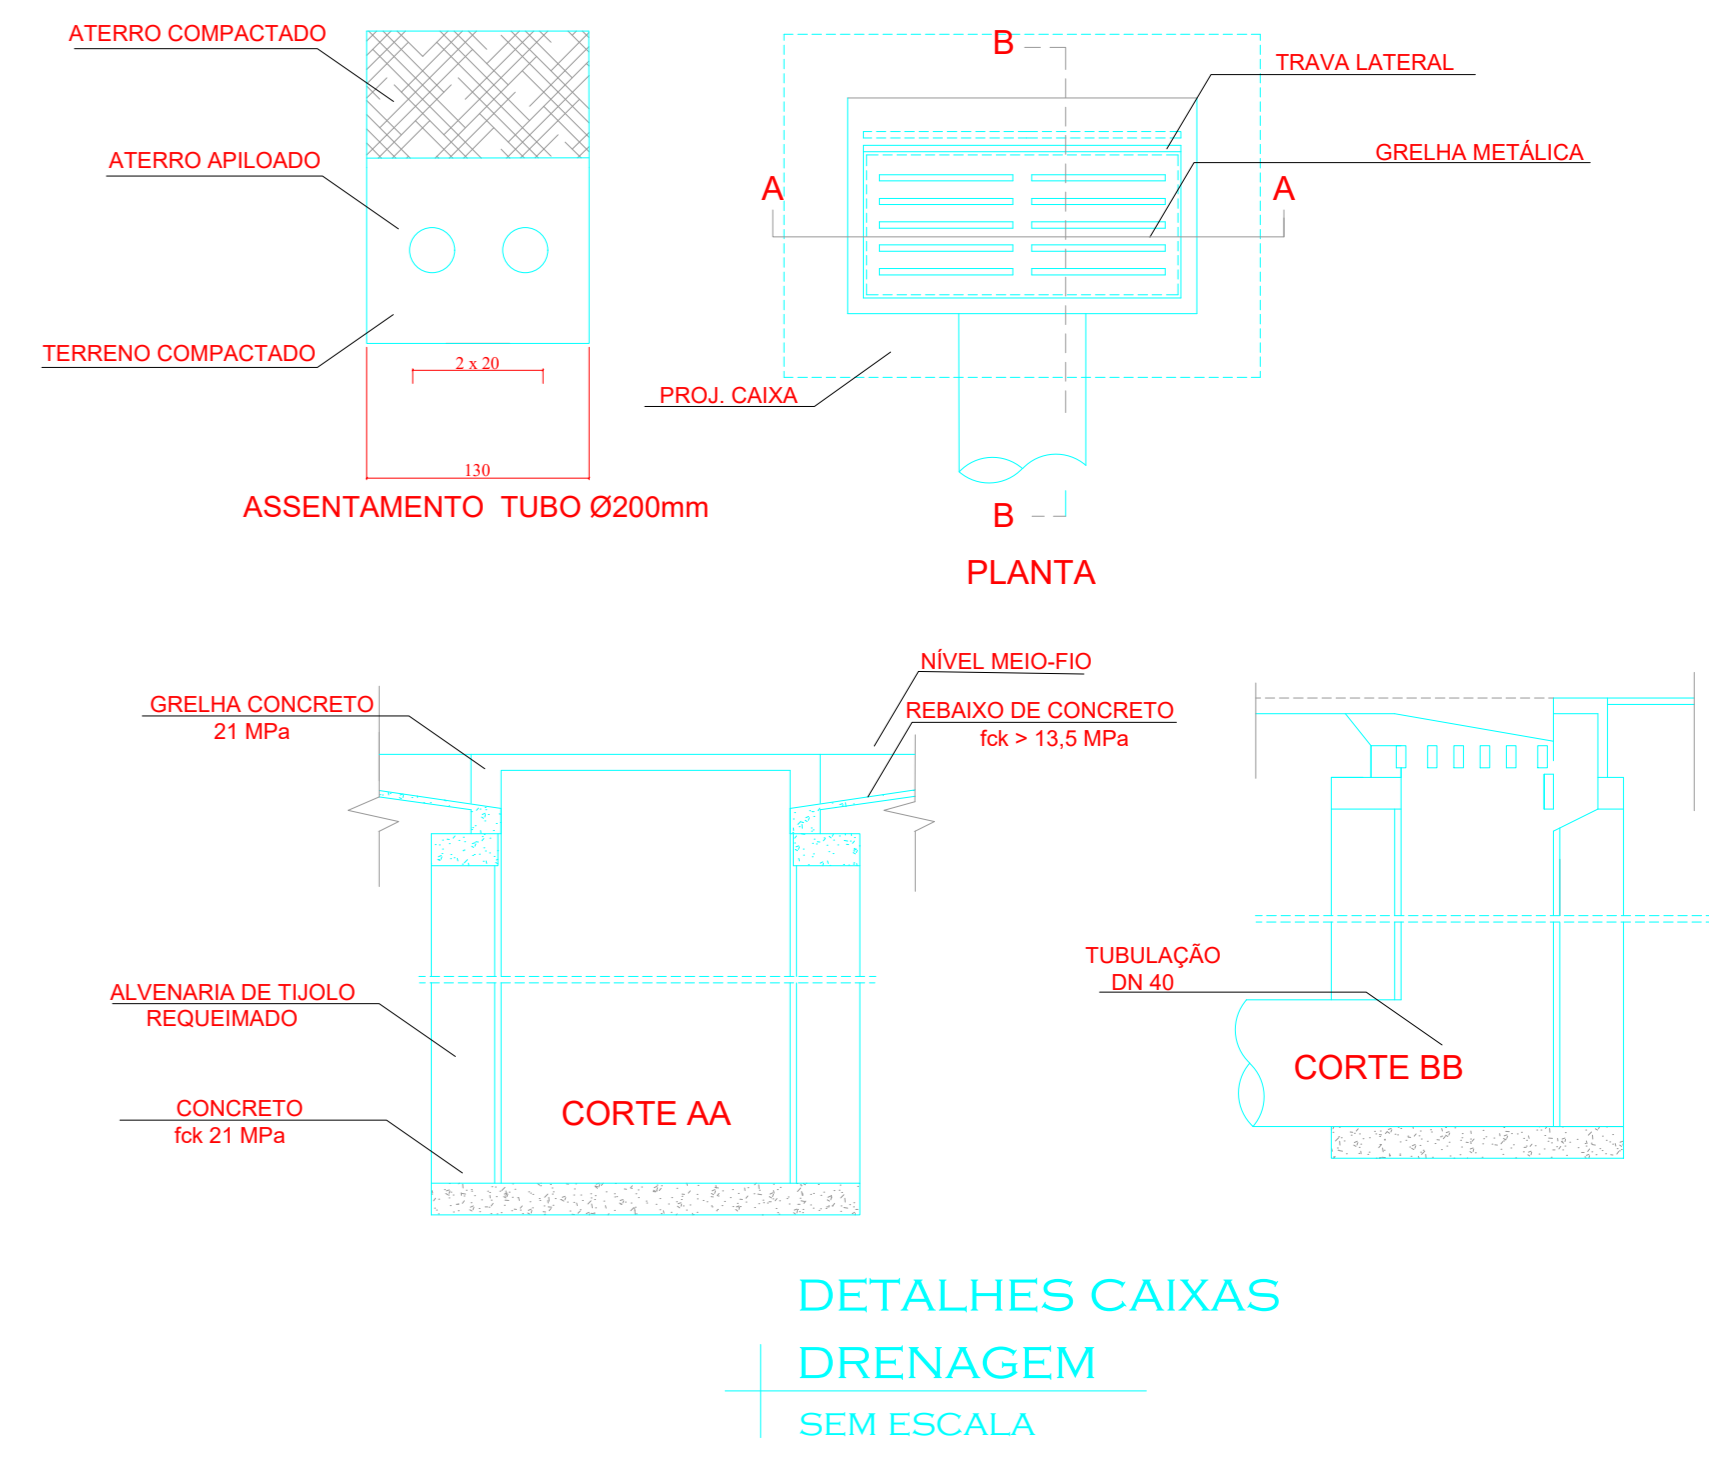 ATERRO COMPACTADO
ATERRO APILOADO
TERRENO COMPACTADO
2 x 20
130
ASSENTAMENTO TUBO Ø200mm
B
TRAVA LATERAL
GRELHA METÁLICA
A
A
PROJ. CAIXA
B
PLANTA
NÍVEL MEIO-FIO
GRELHA CONCRETO
21 MPa
REBAIXO DE CONCRETO
fck > 13,5 MPa
ALVENARIA DE TIJOLO
REQUEIMADO
CONCRETO
fck 21 MPa
CORTE AA
TUBULAÇÃO
DN 40
CORTE BB
DETALHES CAIXAS
DRENAGEM
SEM ESCALA